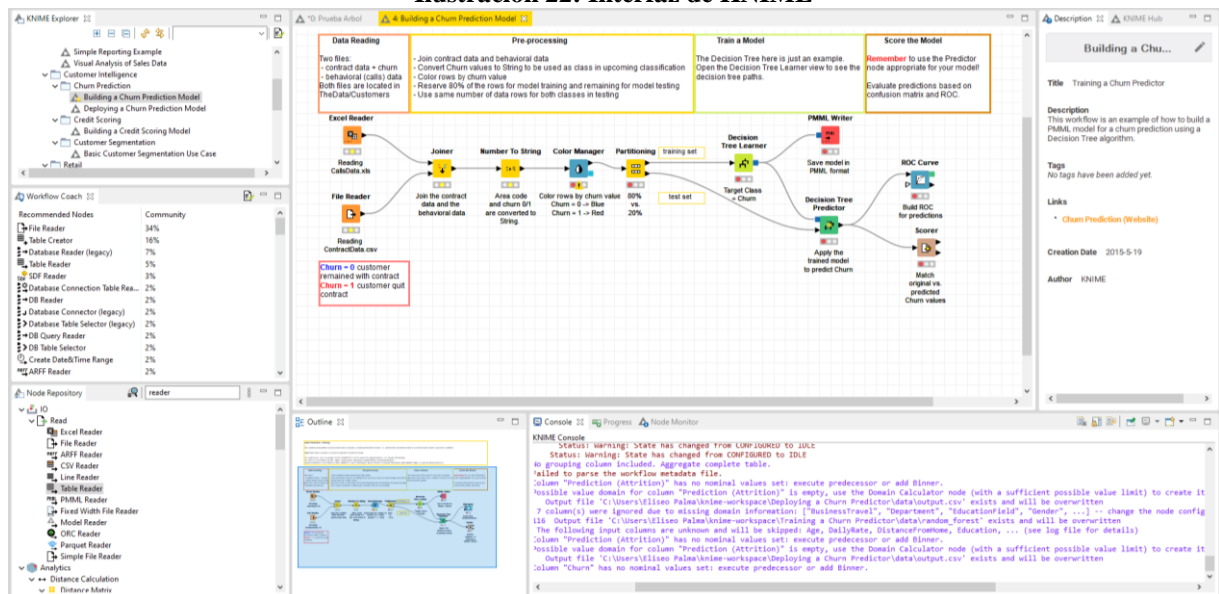 Ilustración 22. Interfaz de KNIME
KNIME Explorer
Simple Reporting Example
Visual Analysis of Sales Data
Customer Intelligence
Churn Prediction
Building a Churn Prediction Model
Deploying a Churn Prediction Model
Credit Scoring
Building a Credit Scoring Model
Customer Segmentation
Basic Customer Segmentation Use Case
Retail
Workflow Coach
Recommended Nodes Community
File Reader 34%
Table Creator 16%
Database Reader (legacy) 7%
Table Reader 5%
SDF Reader 3%
Database Connection Table Rea... 2%
DB Reader 2%
Database Connector (legacy) 2%
Database Table Selector (legacy) 2%
DB Query Reader 2%
DB Table Selector 2%
Create Date&Time Range 2%
ARFF Reader 2%
Node Repository
reader
IO
Read
Excel Reader
File Reader
ARFF Reader
CSV Reader
Line Reader
Table Reader
PMML Reader
Fixed Width File Reader
Model Reader
ORC Reader
Parquet Reader
Simple File Reader
Analytics
Distance Calculation
Distance Matrix
*0: Prueba Arbol
4: Building a Churn Prediction Model
Data Reading
Two files:
- contract data + churn
- behavioral (calls) data
Both files are located in
TheData/Customers
Pre-processing
- Join contract data and behavioral data
- Convert Churn values to String to be used as class in upcoming classification
- Color rows by churn value
- Reserve 80% of the rows for model training and remaining for model testing
- Use same number of data rows for both classes in testing
Train a Model
The Decision Tree here is just an example.
Open the Decision Tree Learner view to see the
decision tree paths.
Score the Model
Remember to use the Predictor
node appropriate for your model!
Evaluate predictions based on
confusion matrix and ROC.
Excel Reader
Reading
CallsData.xls
File Reader
Reading
ContractData.csv
Joiner
Join the contract
data and the
behavioral data
Number To String
Area code
and churn 0/1
are converted to
String.
Color Manager
Color rows by churn value
Churn = 0 -> Blue
Churn = 1 -> Red
Partitioning
80%
vs.
20%
training set
test set
Decision
Tree Learner
Target Class
= Churn
PMML Writer
Save model in
PMML format
Decision Tree
Predictor
Apply the
trained model
to predict Churn
ROC Curve
Build ROC
for predictions
Scorer
Match
original vs.
predicted
Churn values
Churn = 0 customer
remained with contract
Churn = 1 customer quit
contract
Outline
Console
Progress
Node Monitor
KNIME Console
Status: Warning: State has changed from CONFIGURED to IDLE
Status: Warning: State has changed from CONFIGURED to IDLE
No grouping column included. Aggregate complete table.
Failed to parse the workflow metadata file.
Column "Prediction (Attrition)" has no nominal values set: execute predecessor or add Binner.
Possible value domain for column "Prediction (Attrition)" is empty, use the Domain Calculator node (with a sufficient possible value limit) to create it
Output file 'C:\Users\Eliseo Palma\knime-workspace\Deploying a Churn Predictor\data\output.csv' exists and will be overwritten
7 column(s) were ignored due to missing domain information: ["BusinessTravel", "Department", "EducationField", "Gender", ...] -- change the node config
116 Output file 'C:\Users\Eliseo Palma\knime-workspace\Training a Churn Predictor\data\random_forest' exists and will be overwritten
The following input columns are unknown and will be skipped: Age, DailyRate, DistanceFromHome, Education, ... (see log file for details)
Column "Prediction (Attrition)" has no nominal values set: execute predecessor or add Binner.
Possible value domain for column "Prediction (Attrition)" is empty, use the Domain Calculator node (with a sufficient possible value limit) to create it
Output file 'C:\Users\Eliseo Palma\knime-workspace\Deploying a Churn Predictor\data\output.csv' exists and will be overwritten
Column "Churn" has no nominal values set: execute predecessor or add Binner.
Description
KNIME Hub
Building a Chu...
Title Training a Churn Predictor
Description
This workflow is an example of how to build a
PMML model for a churn prediction using a
Decision Tree algorithm.
Tags
No tags have been added yet.
Links
Churn Prediction (Website)
Creation Date 2015-5-19
Author KNIME